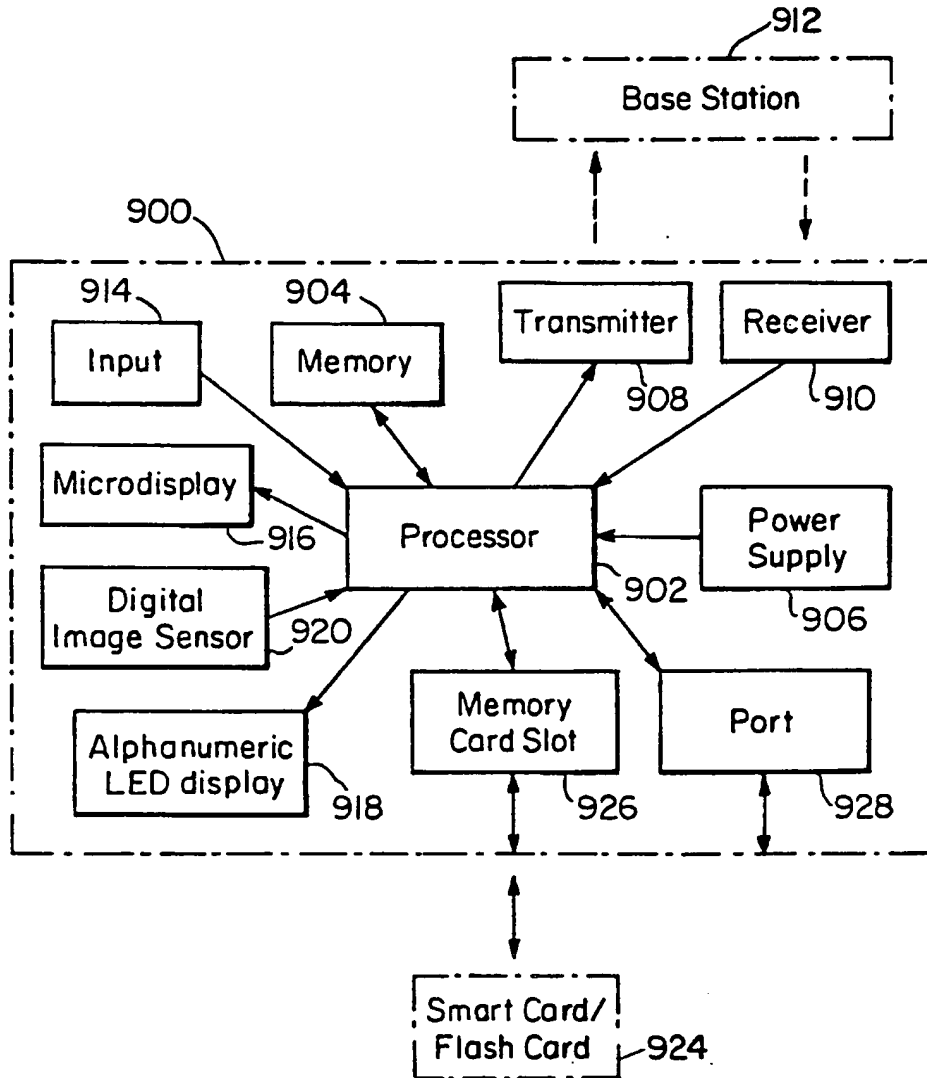 912
Base Station
900
914
Input
904
Memory
Transmitter
908
Receiver
910
Microdisplay
916
Processor
902
Power
Supply
906
Digital
Image Sensor
920
Alphanumeric
LED display
918
Memory
Card Slot
926
Port
928
Smart Card/
Flash Card
924